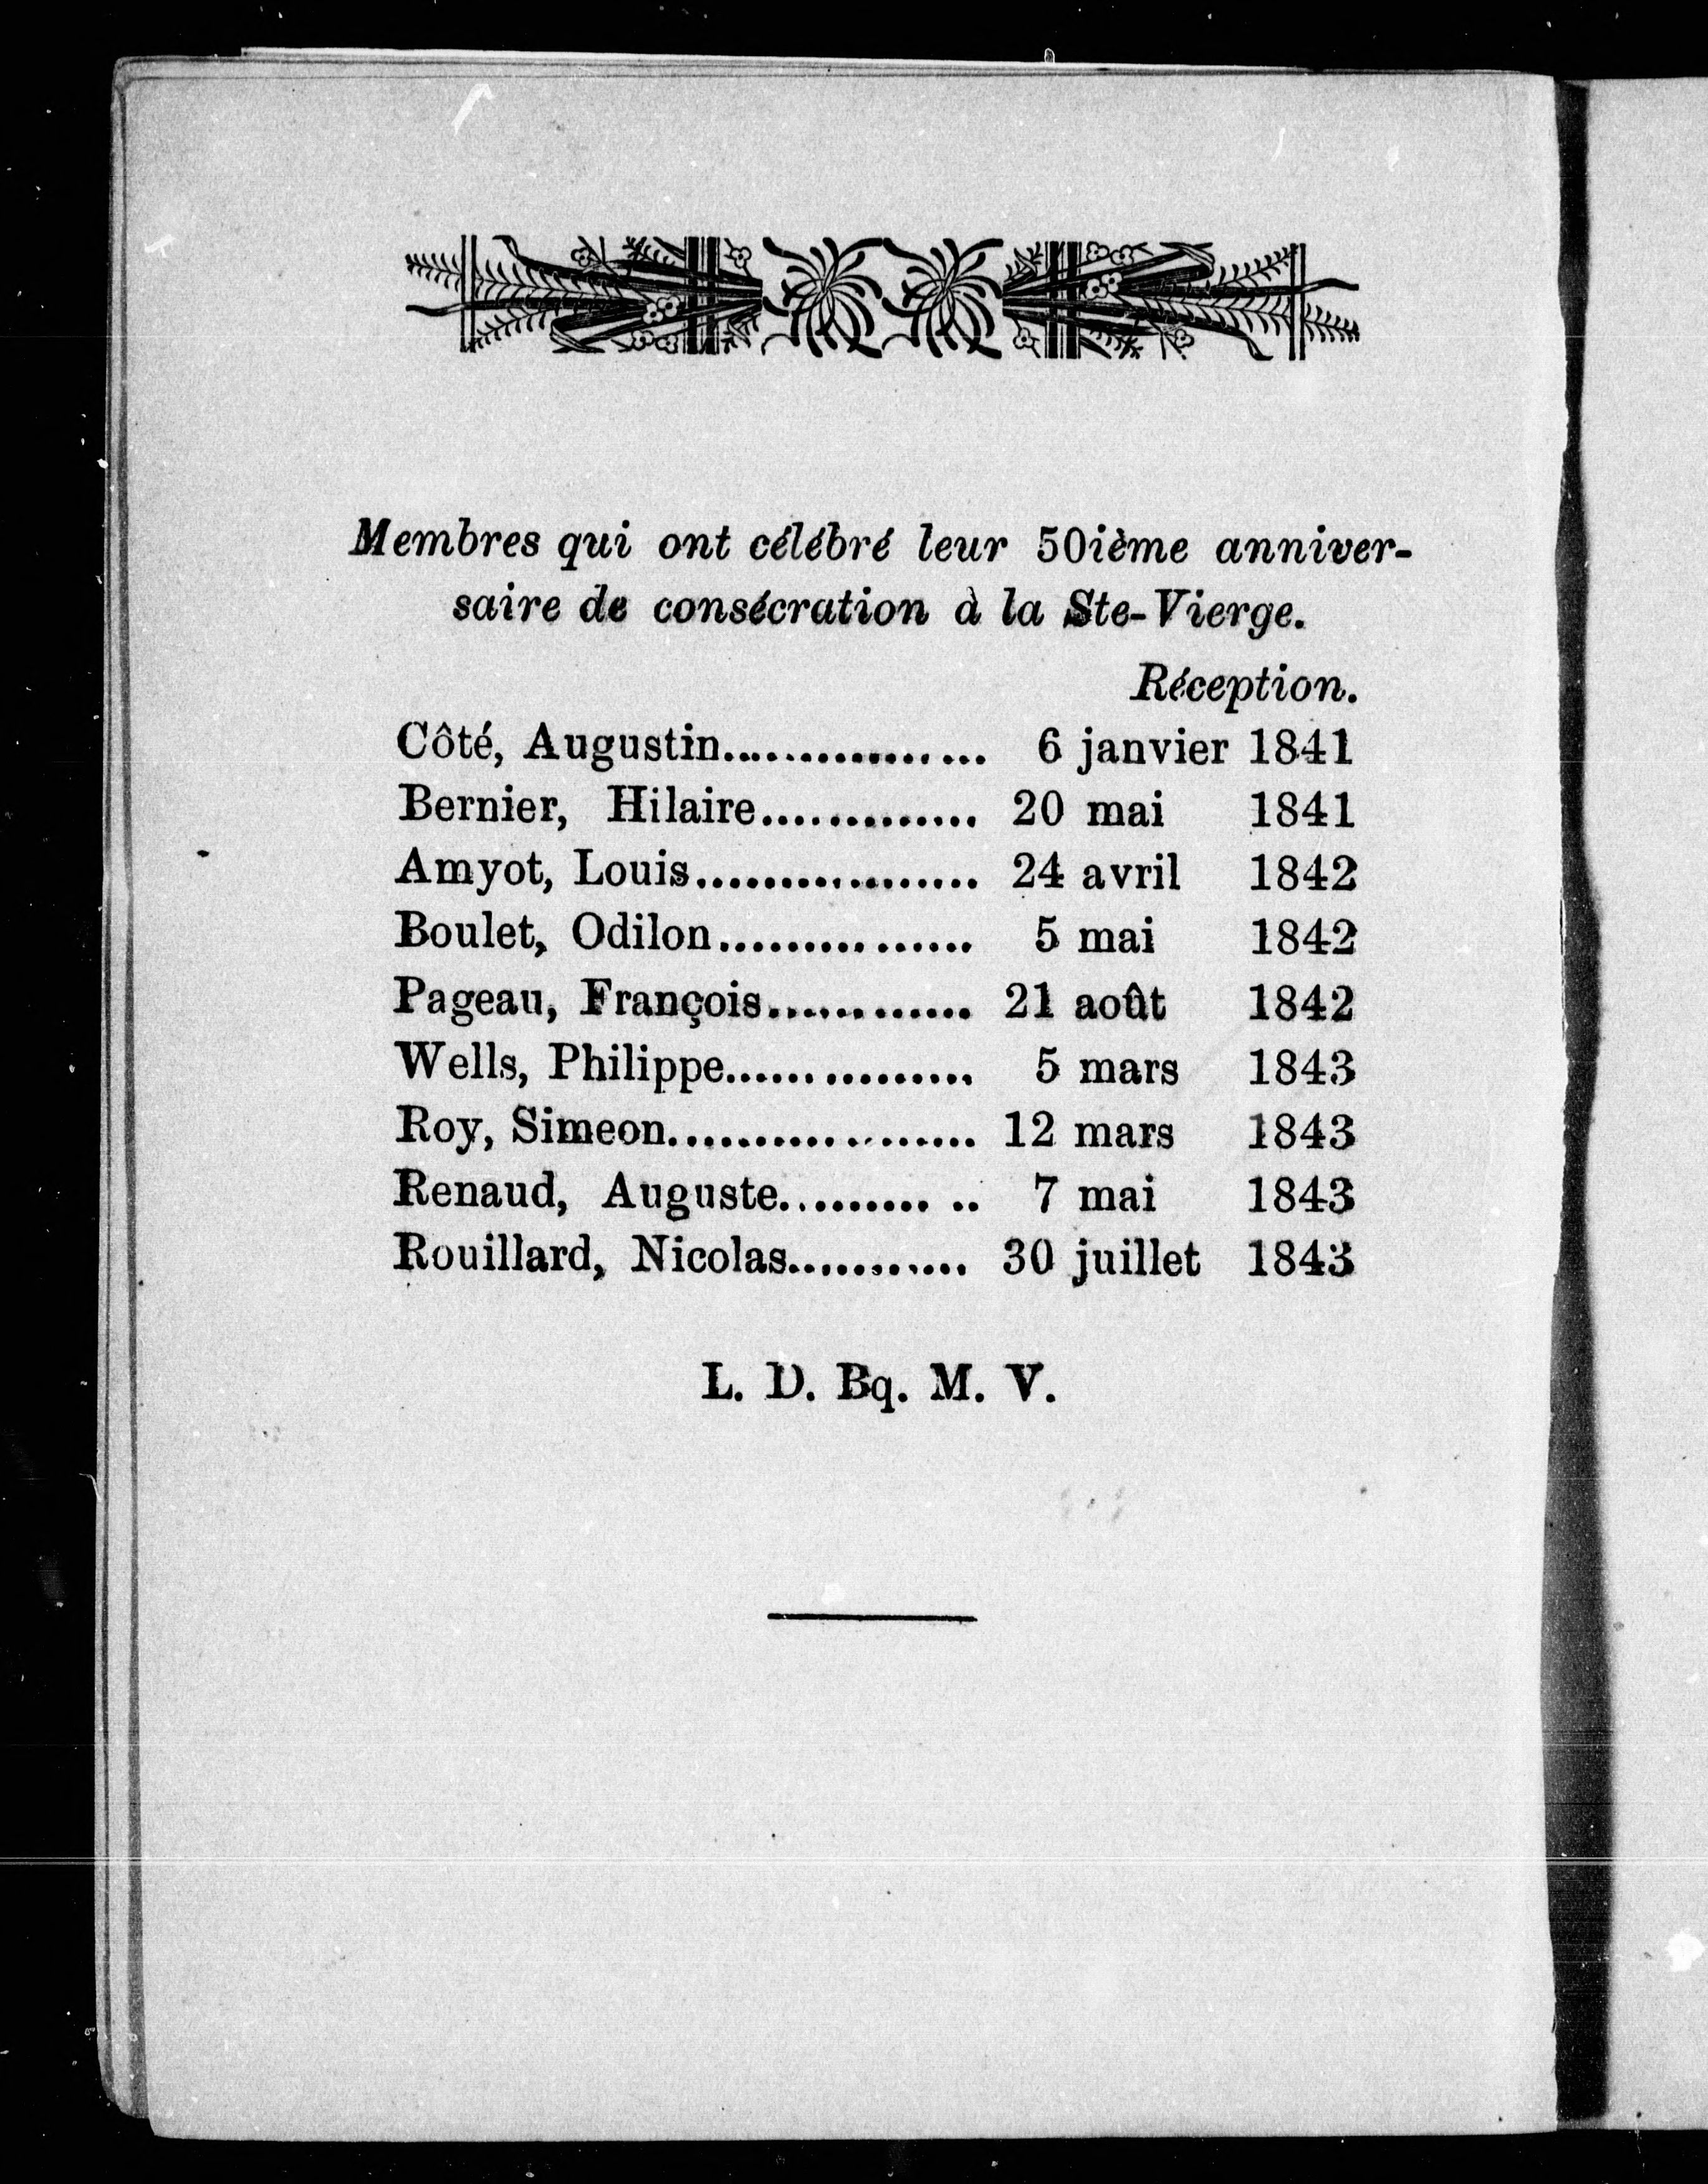 Membres qui ont célébré leur 50ième anniver-
saire de consécration à la Ste-Vierge.
Réception.
Côté, Augustin................ 6 janvier 1841
Bernier, Hilaire............. 20 mai 1841
Amyot, Louis................. 24 avril 1842
Boulet, Odilon............... 5 mai 1842
Pageau, François............ 21 août 1842
Wells, Philippe............... 5 mars 1843
Roy, Simeon.................. 12 mars 1843
Renaud, Auguste......... .. 7 mai 1843
Rouillard, Nicolas........... 30 juillet 1843
L. D. Bq. M. V.